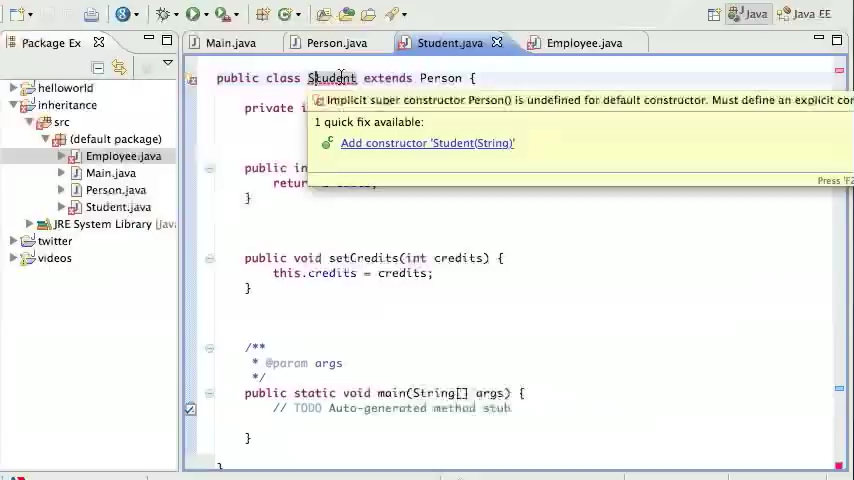 Java
Java EE
Package Ex
Main.java
Person.java
Student.java
Employee.java
helloworld
inheritance
src
(default package)
Employee.java
Main.java
Person.java
Student.java
JRE System Library [Java
twitter
videos
public class Student extends Person {
Implicit super constructor Person() is undefined for default constructor. Must define an explicit con
private i
1 quick fix available:
Add constructor 'Student(String)'
public in
Press 'F2
retur
}
public void setCredits(int credits) {
this.credits = credits;
}
/**
* @param args
*/
public static void main(String[] args) {
// TODO Auto-generated method stub
}
}